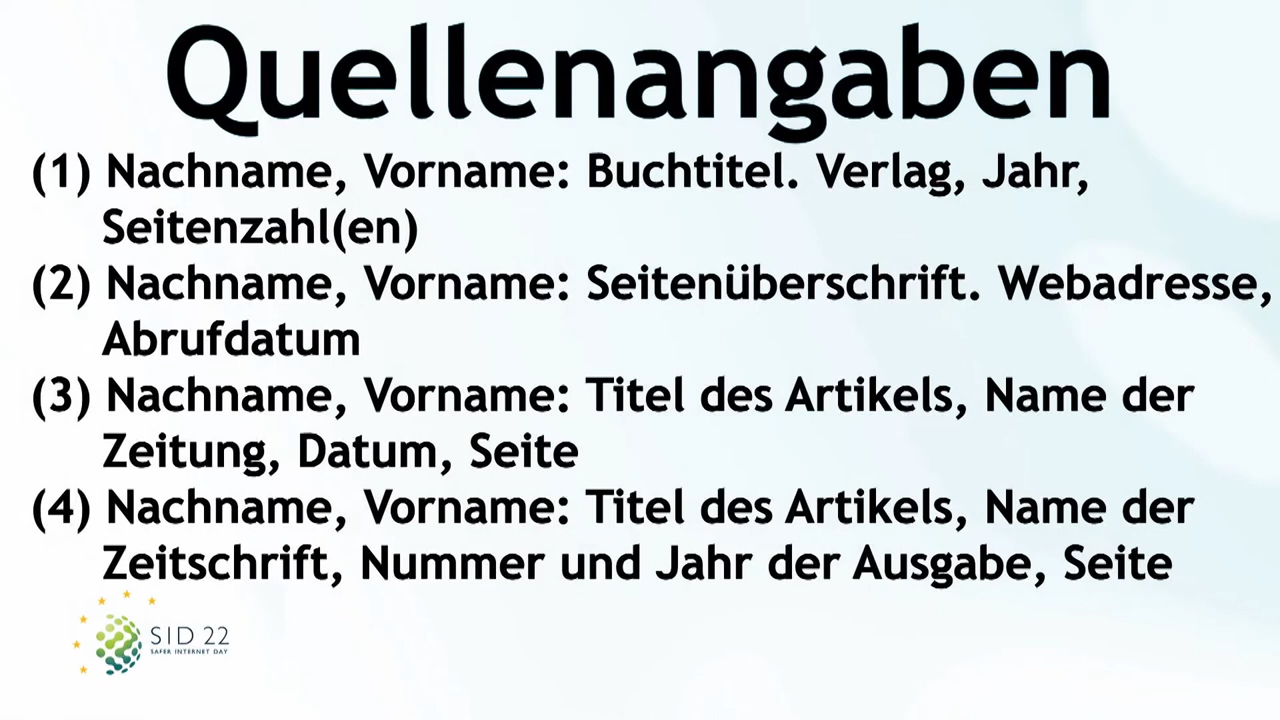 Quellenangaben
(1) Nachname, Vorname: Buchtitel. Verlag, Jahr,
Seitenzahl(en)
(2) Nachname, Vorname: Seitenüberschrift. Webadresse,
Abrufdatum
(3) Nachname, Vorname: Titel des Artikels, Name der
Zeitung, Datum, Seite
(4) Nachname, Vorname: Titel des Artikels, Name der
Zeitschrift, Nummer und Jahr der Ausgabe, Seite
SID 22
SAFER INTERNET DAY